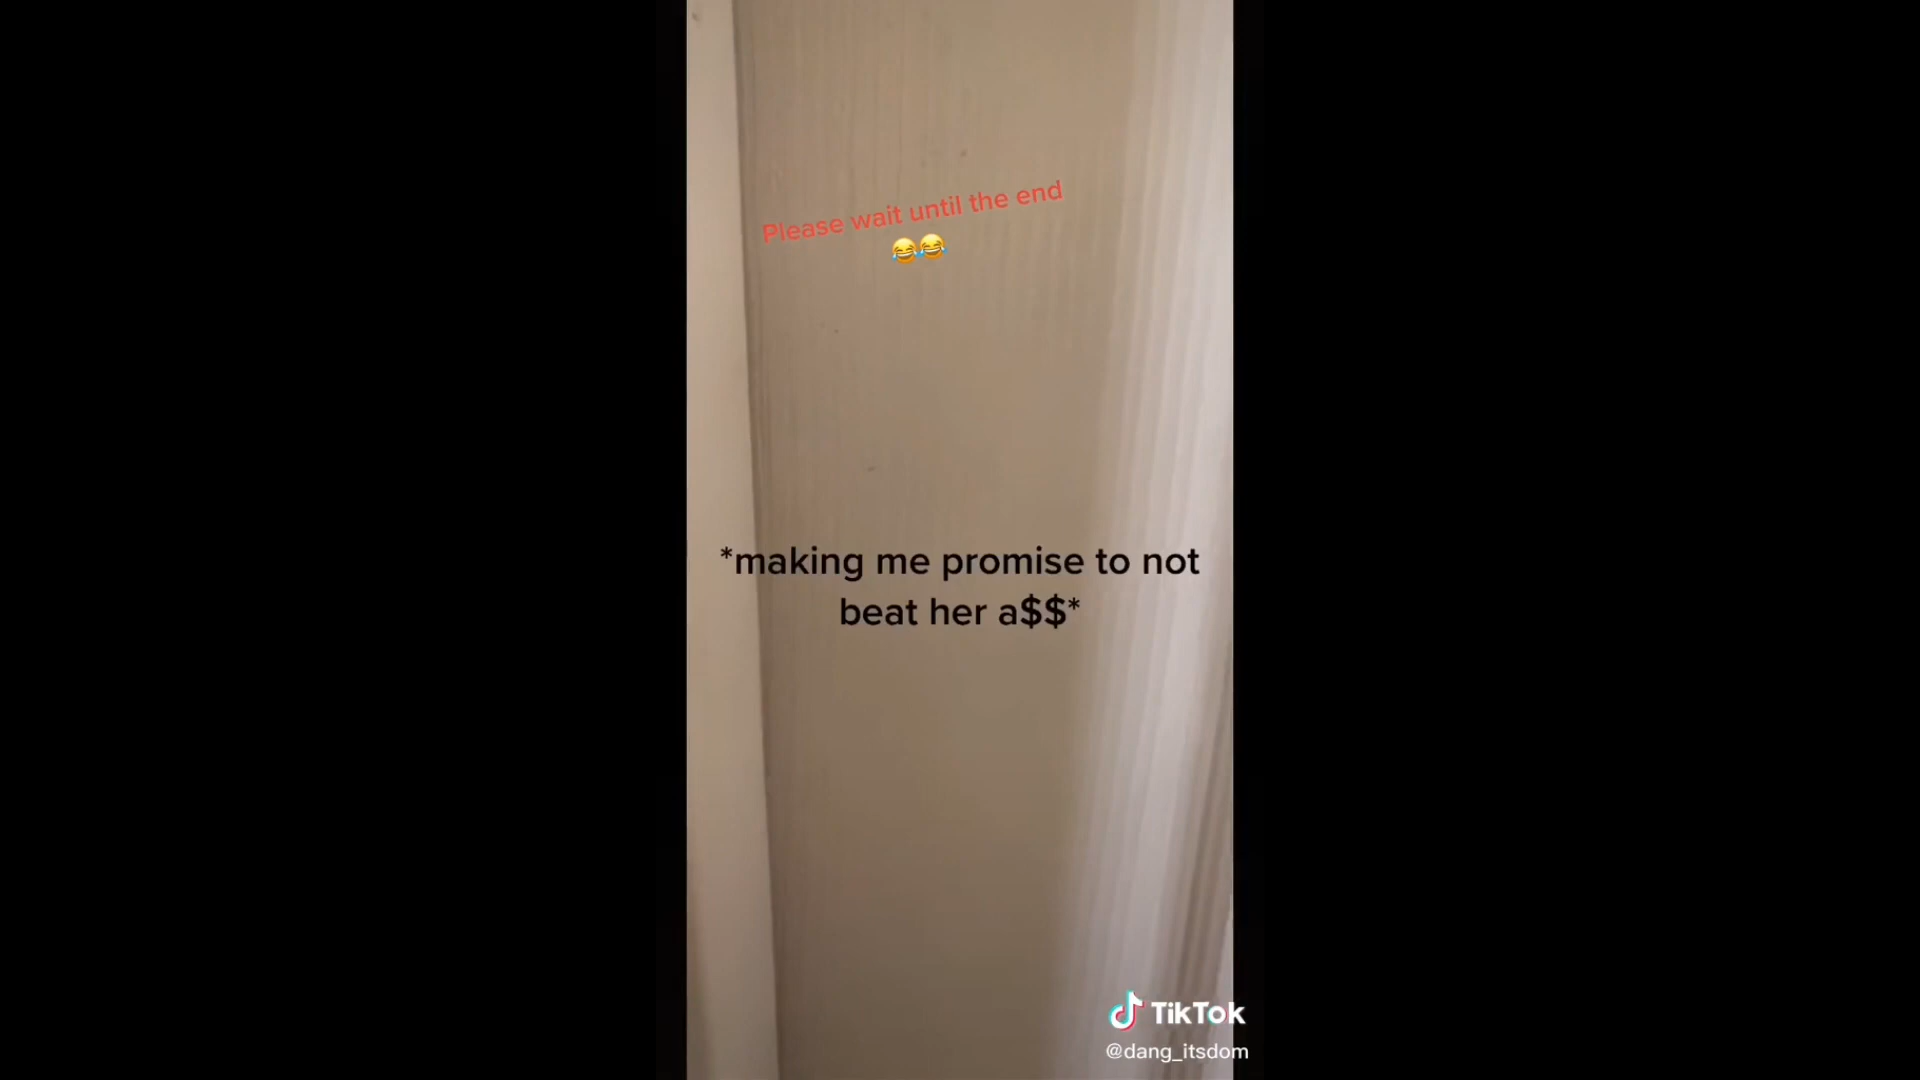 Please wait until the end
😂😂
*making me promise to not
beat her a$$*
TikTok
@dang_itsdom